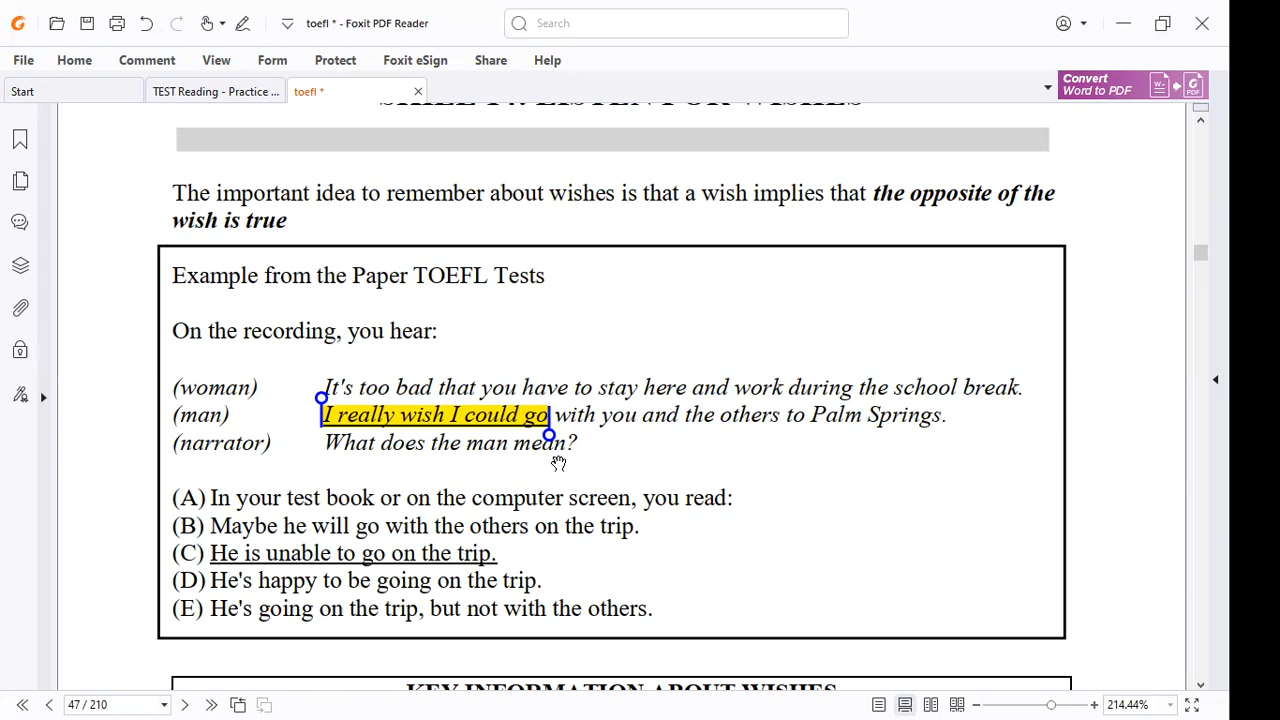 toefl * - Foxit PDF Reader
Search
File Home Comment View Form Protect Foxit eSign Share Help
Start
TEST Reading - Practice ...
toefl *
Convert
Word to PDF
W
PDF
The important idea to remember about wishes is that a wish implies that the opposite of the
wish is true
Example from the Paper TOEFL Tests
On the recording, you hear:
(woman) It's too bad that you have to stay here and work during the school break.
(man) I really wish I could go with you and the others to Palm Springs.
(narrator) What does the man mean?
(A) In your test book or on the computer screen, you read:
(B) Maybe he will go with the others on the trip.
(C) He is unable to go on the trip.
(D) He's happy to be going on the trip.
(E) He's going on the trip, but not with the others.
KEY INFORMATION ABOUT WISHES
47 / 210
214.44%